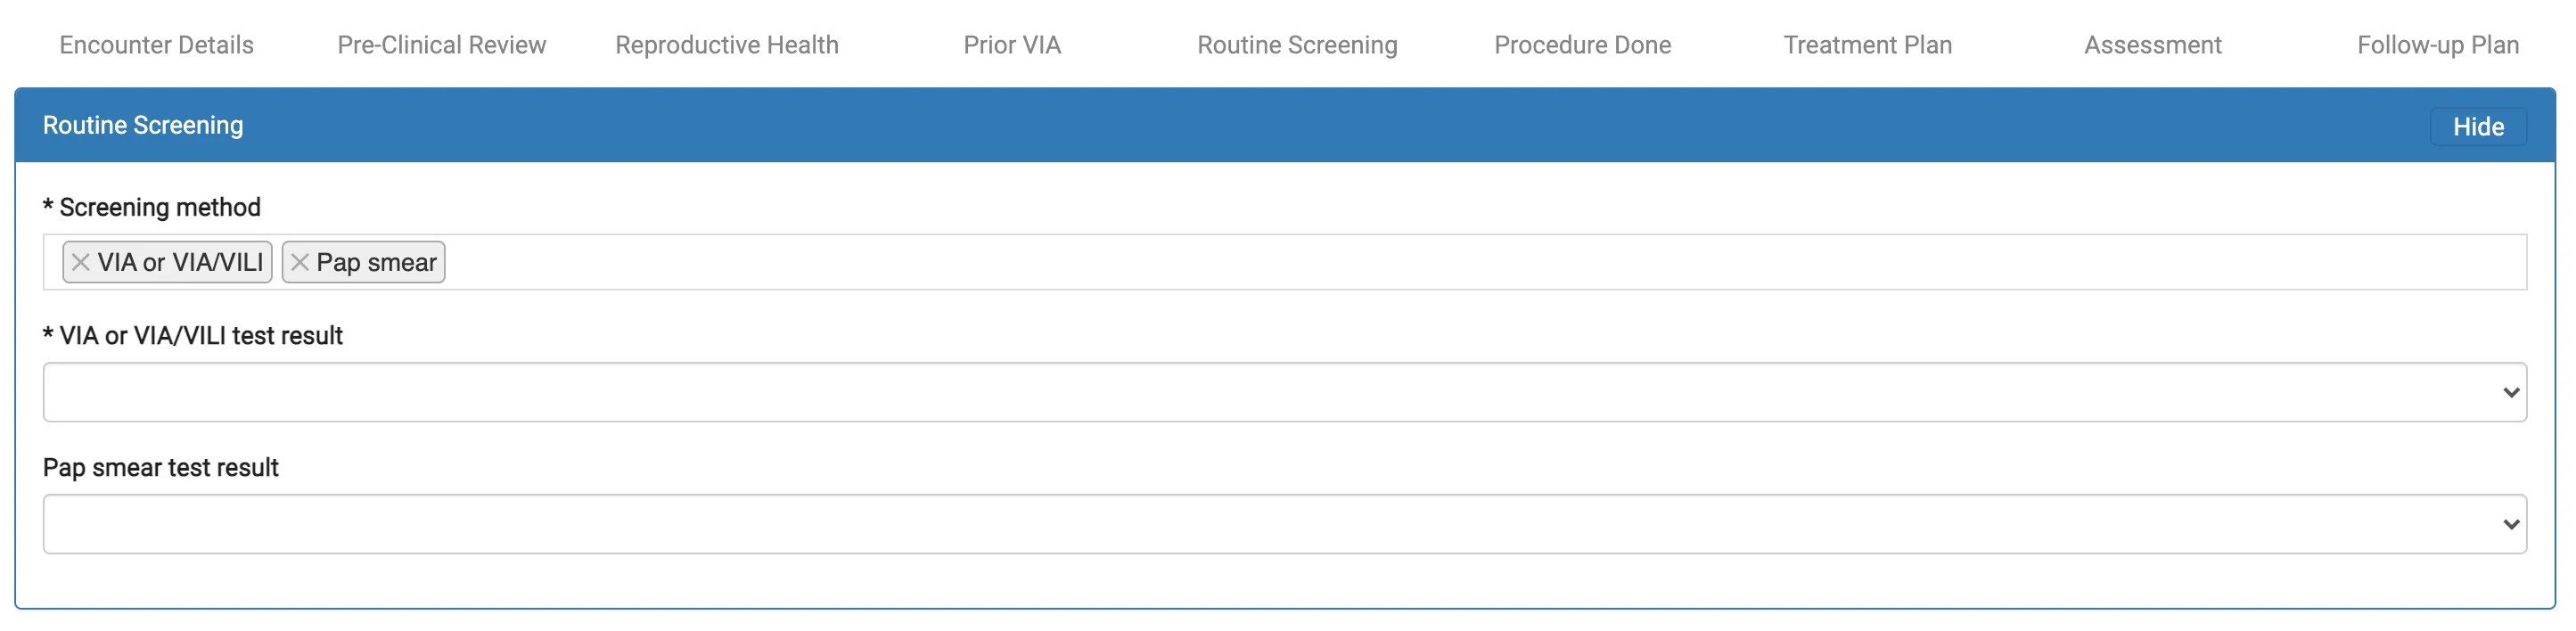 Encounter Details Pre-Clinical Review Reproductive Health Prior VIA Routine Screening Procedure Done Treatment Plan Assessment Follow-up Plan
Routine Screening Hide
* Screening method
VIA or VIA/VILI Pap smear
* VIA or VIA/VILI test result
Pap smear test result